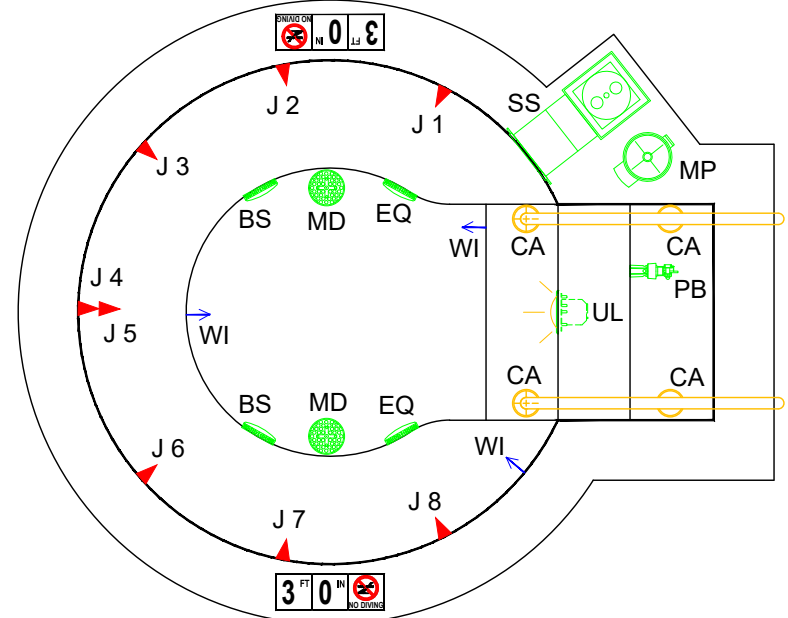 NO DIVING 0 IN 3 FT
J 2
J 1
SS
J 3
MP
BS
MD
EQ
WI
CA
CA
J 4
PB
J 5
WI
UL
CA
CA
BS
MD
EQ
J 6
WI
J 7
J 8
3 FT 0 IN NO DIVING